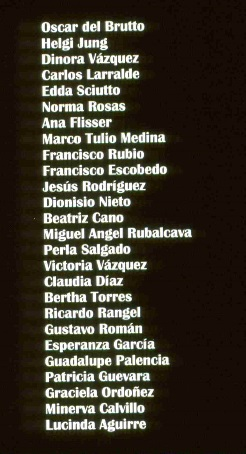 Oscar del Brutto
Helgi Jung
Dinora Vázquez
Carlos Larralde
Edda Sciutto
Norma Rosas
Ana Flisser
Marco Tulio Medina
Francisco Rubio
Francisco Escobedo
Jesús Rodríguez
Dionisio Nieto
Beatriz Cano
Miguel Angel Rubalcava
Perla Salgado
Victoria Vázquez
Claudia Díaz
Bertha Torres
Ricardo Rangel
Gustavo Román
Esperanza García
Guadalupe Palencia
Patricia Guevara
Graciela Ordoñez
Minerva Calvillo
Lucinda Aguirre